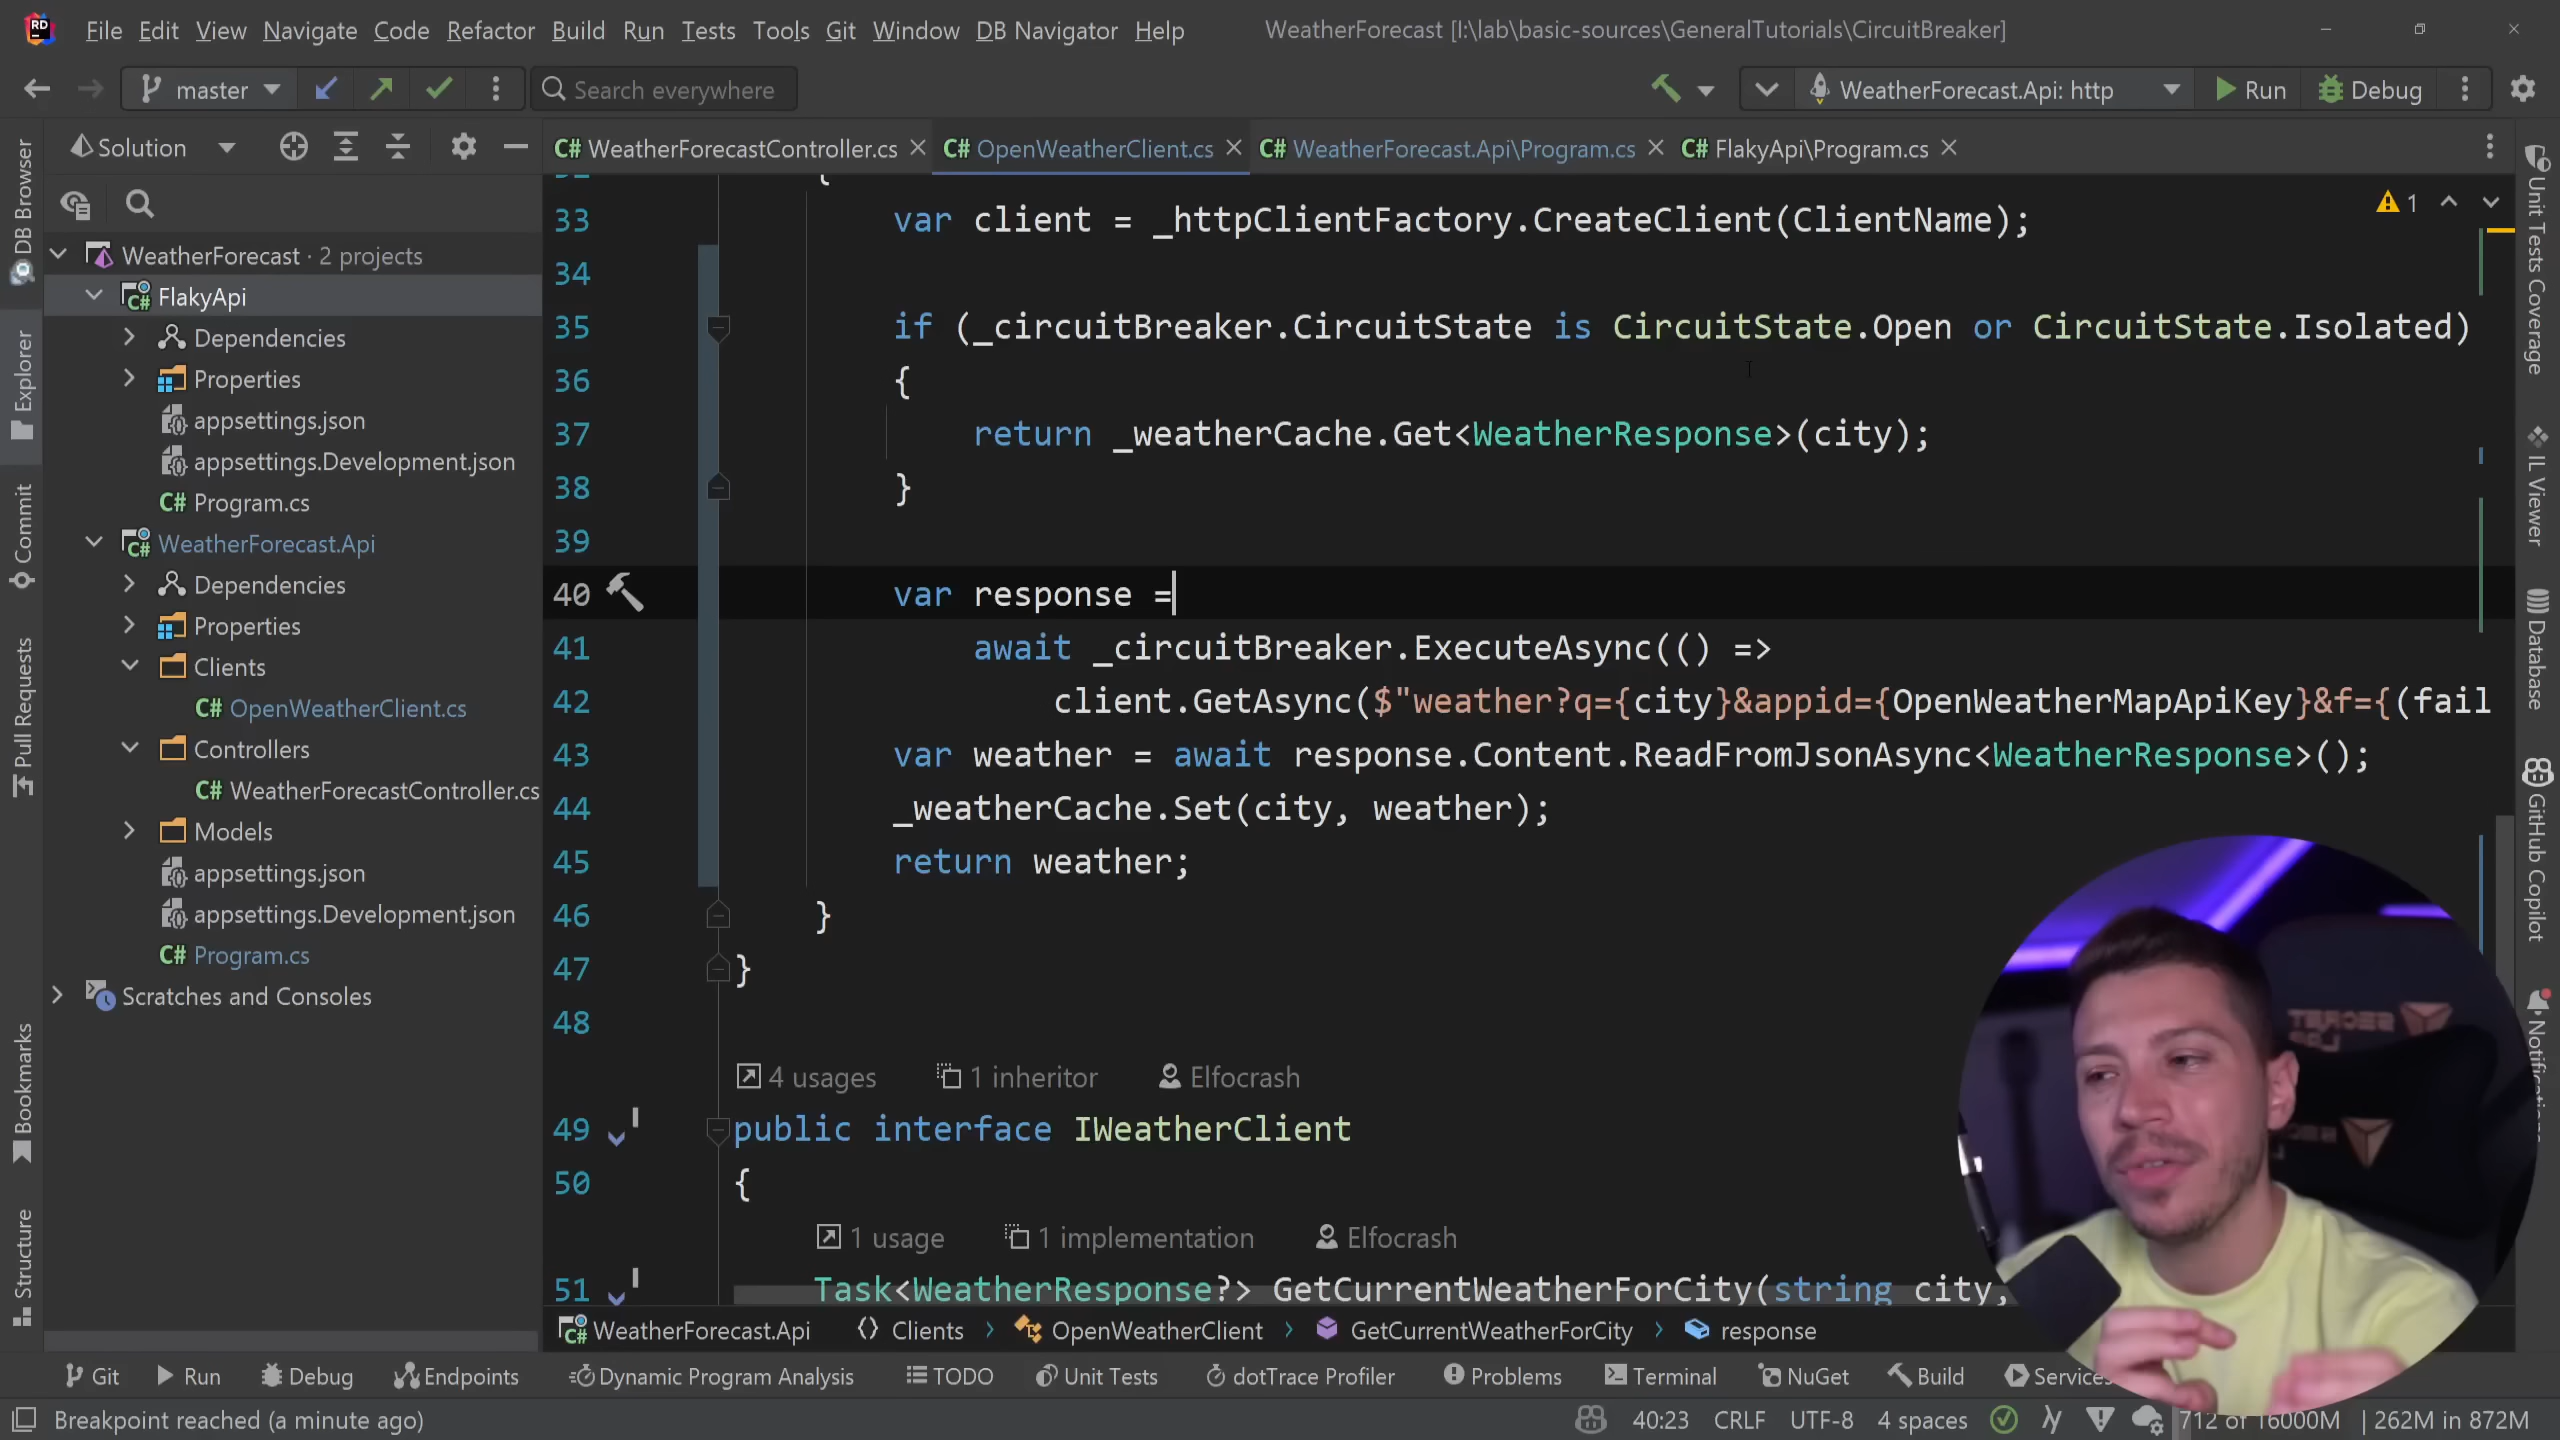 File Edit View Navigate Code Refactor Build Run Tests Tools Git Window DB Navigator Help
WeatherForecast [I:\lab\basic-sources\GeneralTutorials\CircuitBreaker]
master
Search everywhere
WeatherForecast.Api: http
Run
Debug
Solution
WeatherForecastController.cs
OpenWeatherClient.cs
WeatherForecast.Api\Program.cs
FlakyApi\Program.cs
DB Browser
Explorer
Commit
Pull Requests
Bookmarks
Structure
WeatherForecast · 2 projects
FlakyApi
Dependencies
Properties
appsettings.json
appsettings.Development.json
C# Program.cs
WeatherForecast.Api
Dependencies
Properties
Clients
C# OpenWeatherClient.cs
Controllers
C# WeatherForecastController.cs
Models
appsettings.json
appsettings.Development.json
C# Program.cs
Scratches and Consoles
1
32 {
33 var client = _httpClientFactory.CreateClient(ClientName);
34
35 if (_circuitBreaker.CircuitState is CircuitState.Open or CircuitState.Isolated)
36 {
37 return _weatherCache.Get<WeatherResponse>(city);
38 }
39
40 var response =
41 await _circuitBreaker.ExecuteAsync(() =>
42 client.GetAsync($"weather?q={city}&appid={OpenWeatherMapApiKey}&f={(fail
43 var weather = await response.Content.ReadFromJsonAsync<WeatherResponse>();
44 _weatherCache.Set(city, weather);
45 return weather;
46 }
47 }
48
4 usages 1 inheritor Elfocrash
49 public interface IWeatherClient
50 {
1 usage 1 implementation Elfocrash
51 Task<WeatherResponse?> GetCurrentWeatherForCity(string city,
Unit Tests Coverage
IL Viewer
Database
GitHub Copilot
Notifications
SECRET LAB
WeatherForecast.Api Clients OpenWeatherClient GetCurrentWeatherForCity response
Git Run Debug Endpoints Dynamic Program Analysis TODO Unit Tests dotTrace Profiler Problems Terminal NuGet Build Services
Breakpoint reached (a minute ago)
40:23 CRLF UTF-8 4 spaces 712 of 16000M 262M in 872M